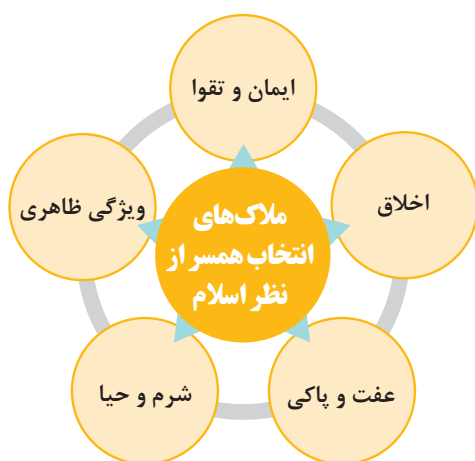 ایمان و تقوا
اخلاق
ویژگی ظاهری
ملاک‌های
انتخاب همسر از
نظر اسلام
عفت و پاکی
شرم و حیا